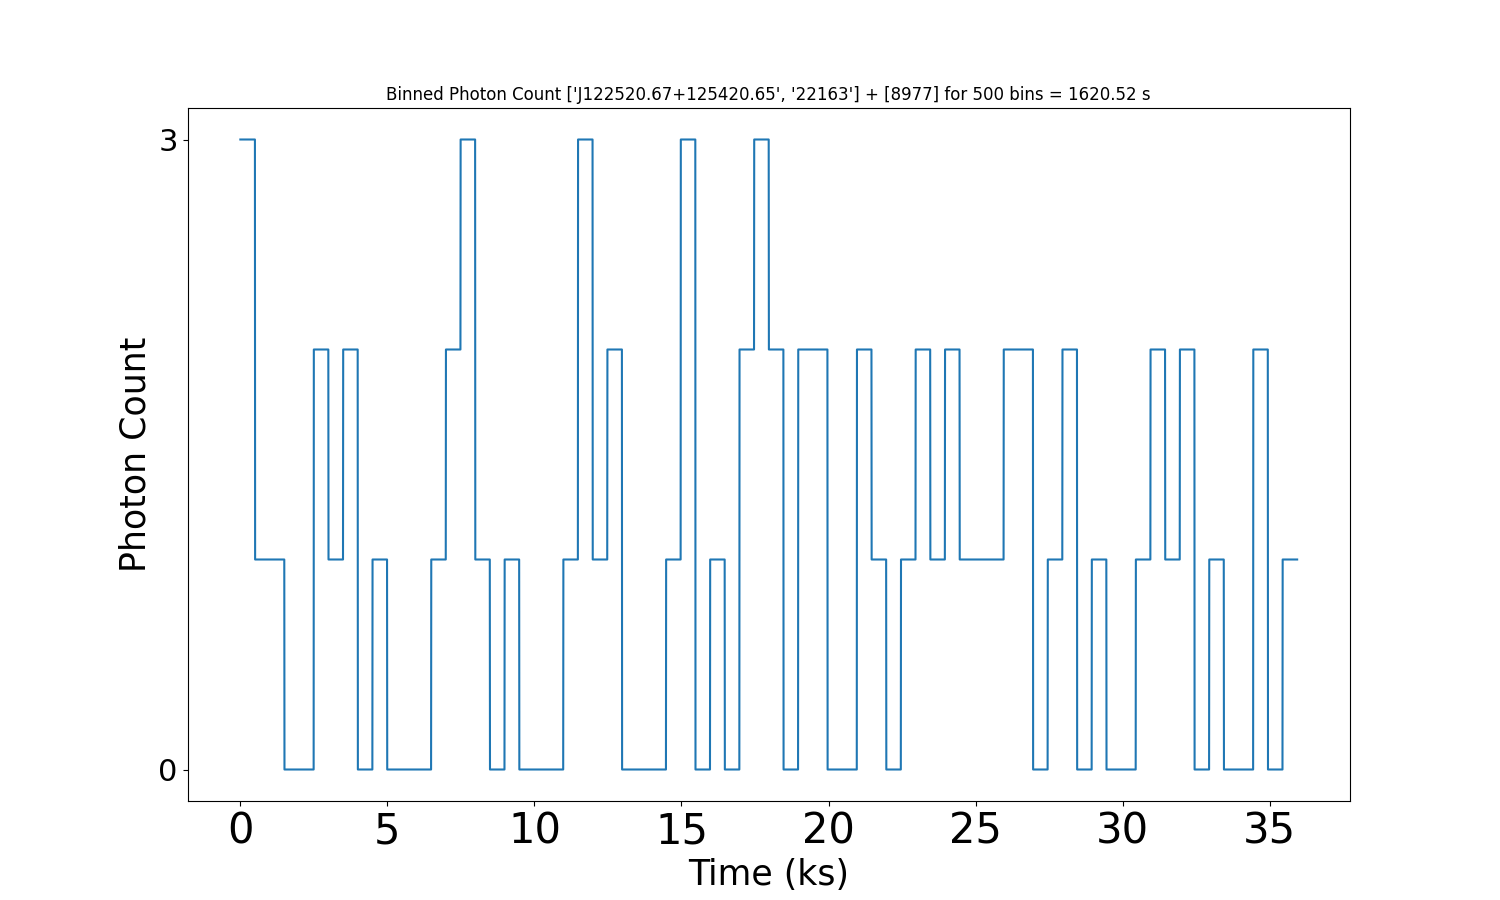 Binned Photon Count ['J122520.67+125420.65', '22163'] + [8977] for 500 bins = 1620.52 s
3
Photon Count
0
0 5 10 15 20 25 30 35
Time (ks)